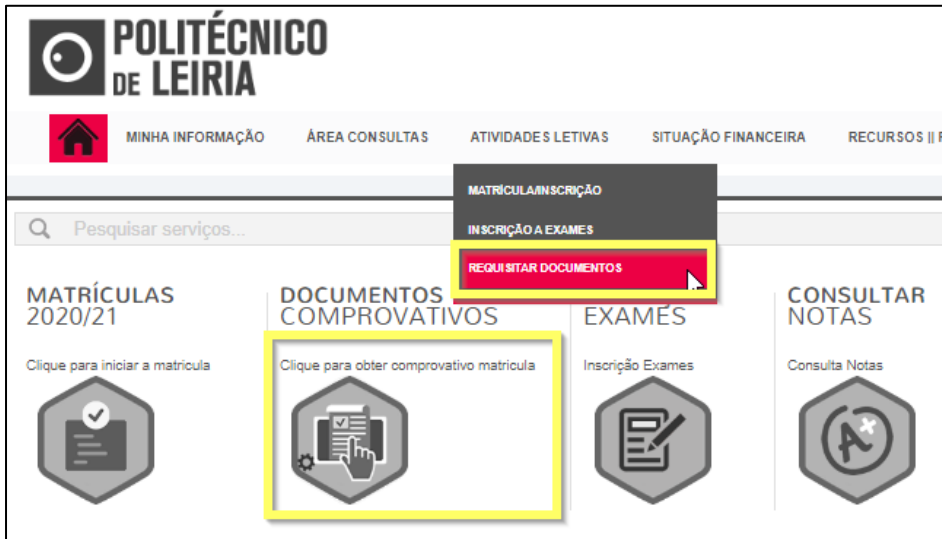 POLITÉCNICO
DE LEIRIA
MINHA INFORMAÇÃO ÁREA CONSULTAS ATIVIDADES LETIVAS SITUAÇÃO FINANCEIRA RECURSOS ||
MATRÍCULA/INSCRIÇÃO
Pesquisar serviços...
INSCRIÇÃO A EXAMES
REQUISITAR DOCUMENTOS
MATRÍCULAS
2020/21
Clique para iniciar a matricula
DOCUMENTOS
COMPROVATIVOS
Clique para obter comprovativo matricula
EXAMES
Inscrição Exames
CONSULTAR
NOTAS
Consulta Notas
A+